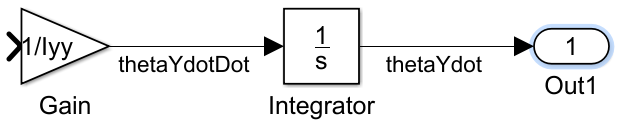 1/Iyy
thetaYdotDot
Gain
1
s
Integrator
thetaYdot
1
Out1